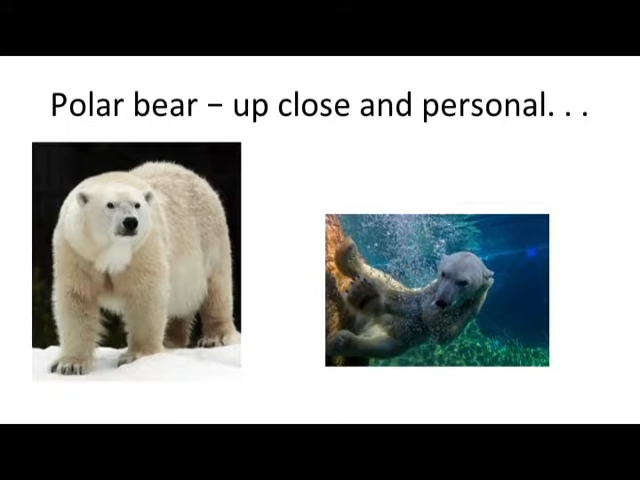 Polar bear – up close and personal. . .